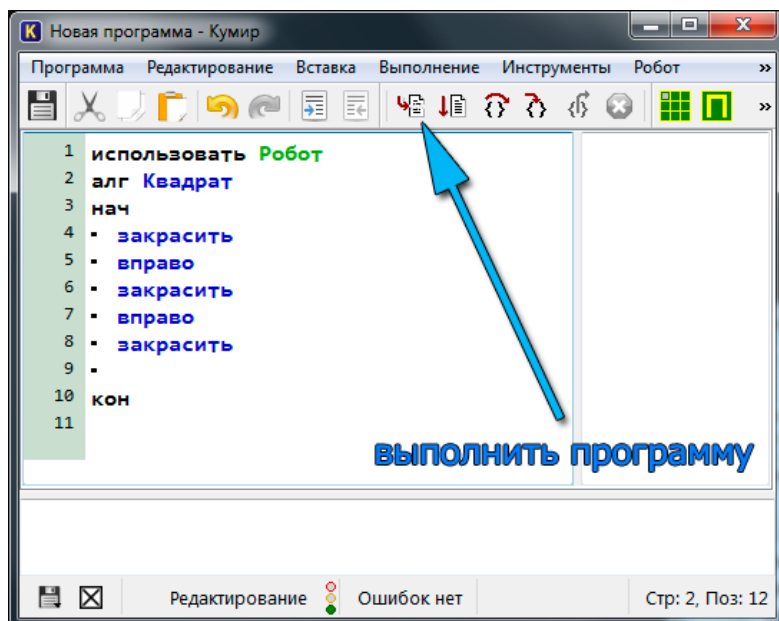 Новая программа - Кумир
Программа Редактирование Вставка Выполнение Инструменты Робот »
»
1 использовать Робот
2 алг Квадрат
3 нач
4 закрасить
5 вправо
6 закрасить
7 вправо
8 закрасить
9
10 кон
11
выполнить программу
Редактирование Ошибок нет Стр: 2, Поз: 12